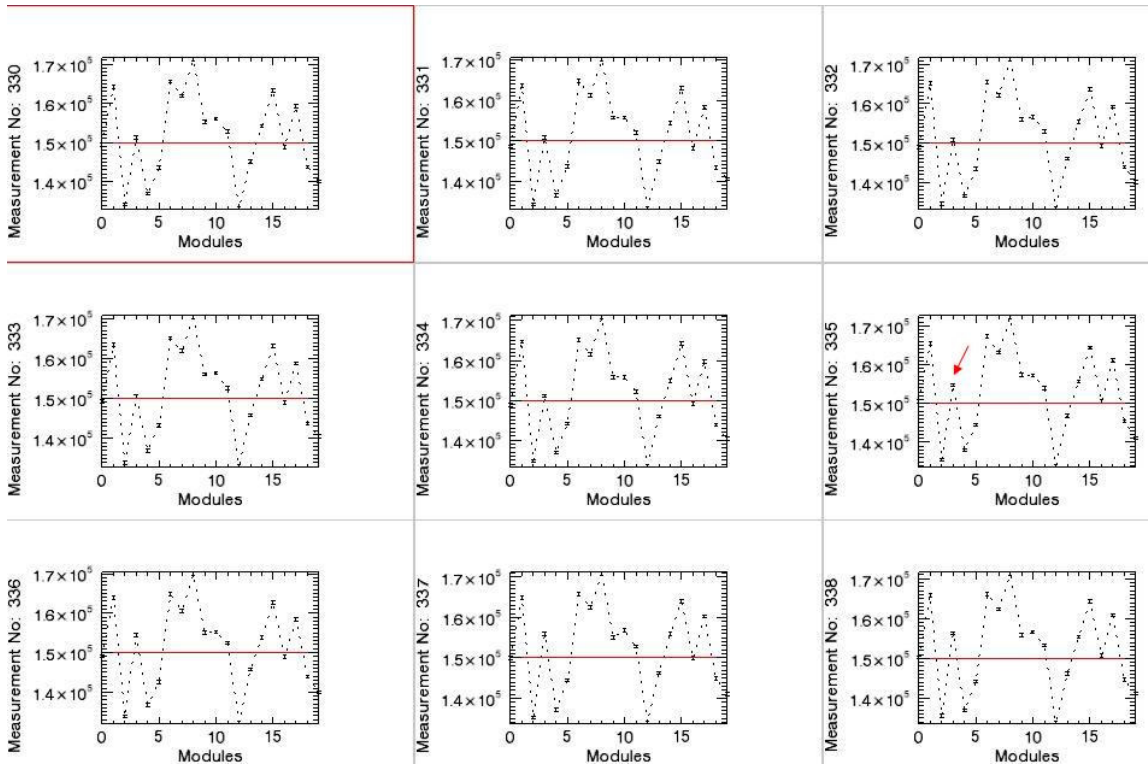 Measurement No: 330
1.7×10⁵
1.6×10⁵
1.5×10⁵
1.4×10⁵
0 5 10 15
Modules
Measurement No: 331
1.7×10⁵
1.6×10⁵
1.5×10⁵
1.4×10⁵
0 5 10 15
Modules
Measurement No: 332
1.7×10⁵
1.6×10⁵
1.5×10⁵
1.4×10⁵
0 5 10 15
Modules
Measurement No: 333
1.7×10⁵
1.6×10⁵
1.5×10⁵
1.4×10⁵
0 5 10 15
Modules
Measurement No: 334
1.7×10⁵
1.6×10⁵
1.5×10⁵
1.4×10⁵
0 5 10 15
Modules
Measurement No: 335
1.7×10⁵
1.6×10⁵
1.5×10⁵
1.4×10⁵
0 5 10 15
Modules
Measurement No: 336
1.7×10⁵
1.6×10⁵
1.5×10⁵
1.4×10⁵
0 5 10 15
Modules
Measurement No: 337
1.7×10⁵
1.6×10⁵
1.5×10⁵
1.4×10⁵
0 5 10 15
Modules
Measurement No: 338
1.7×10⁵
1.6×10⁵
1.5×10⁵
1.4×10⁵
0 5 10 15
Modules